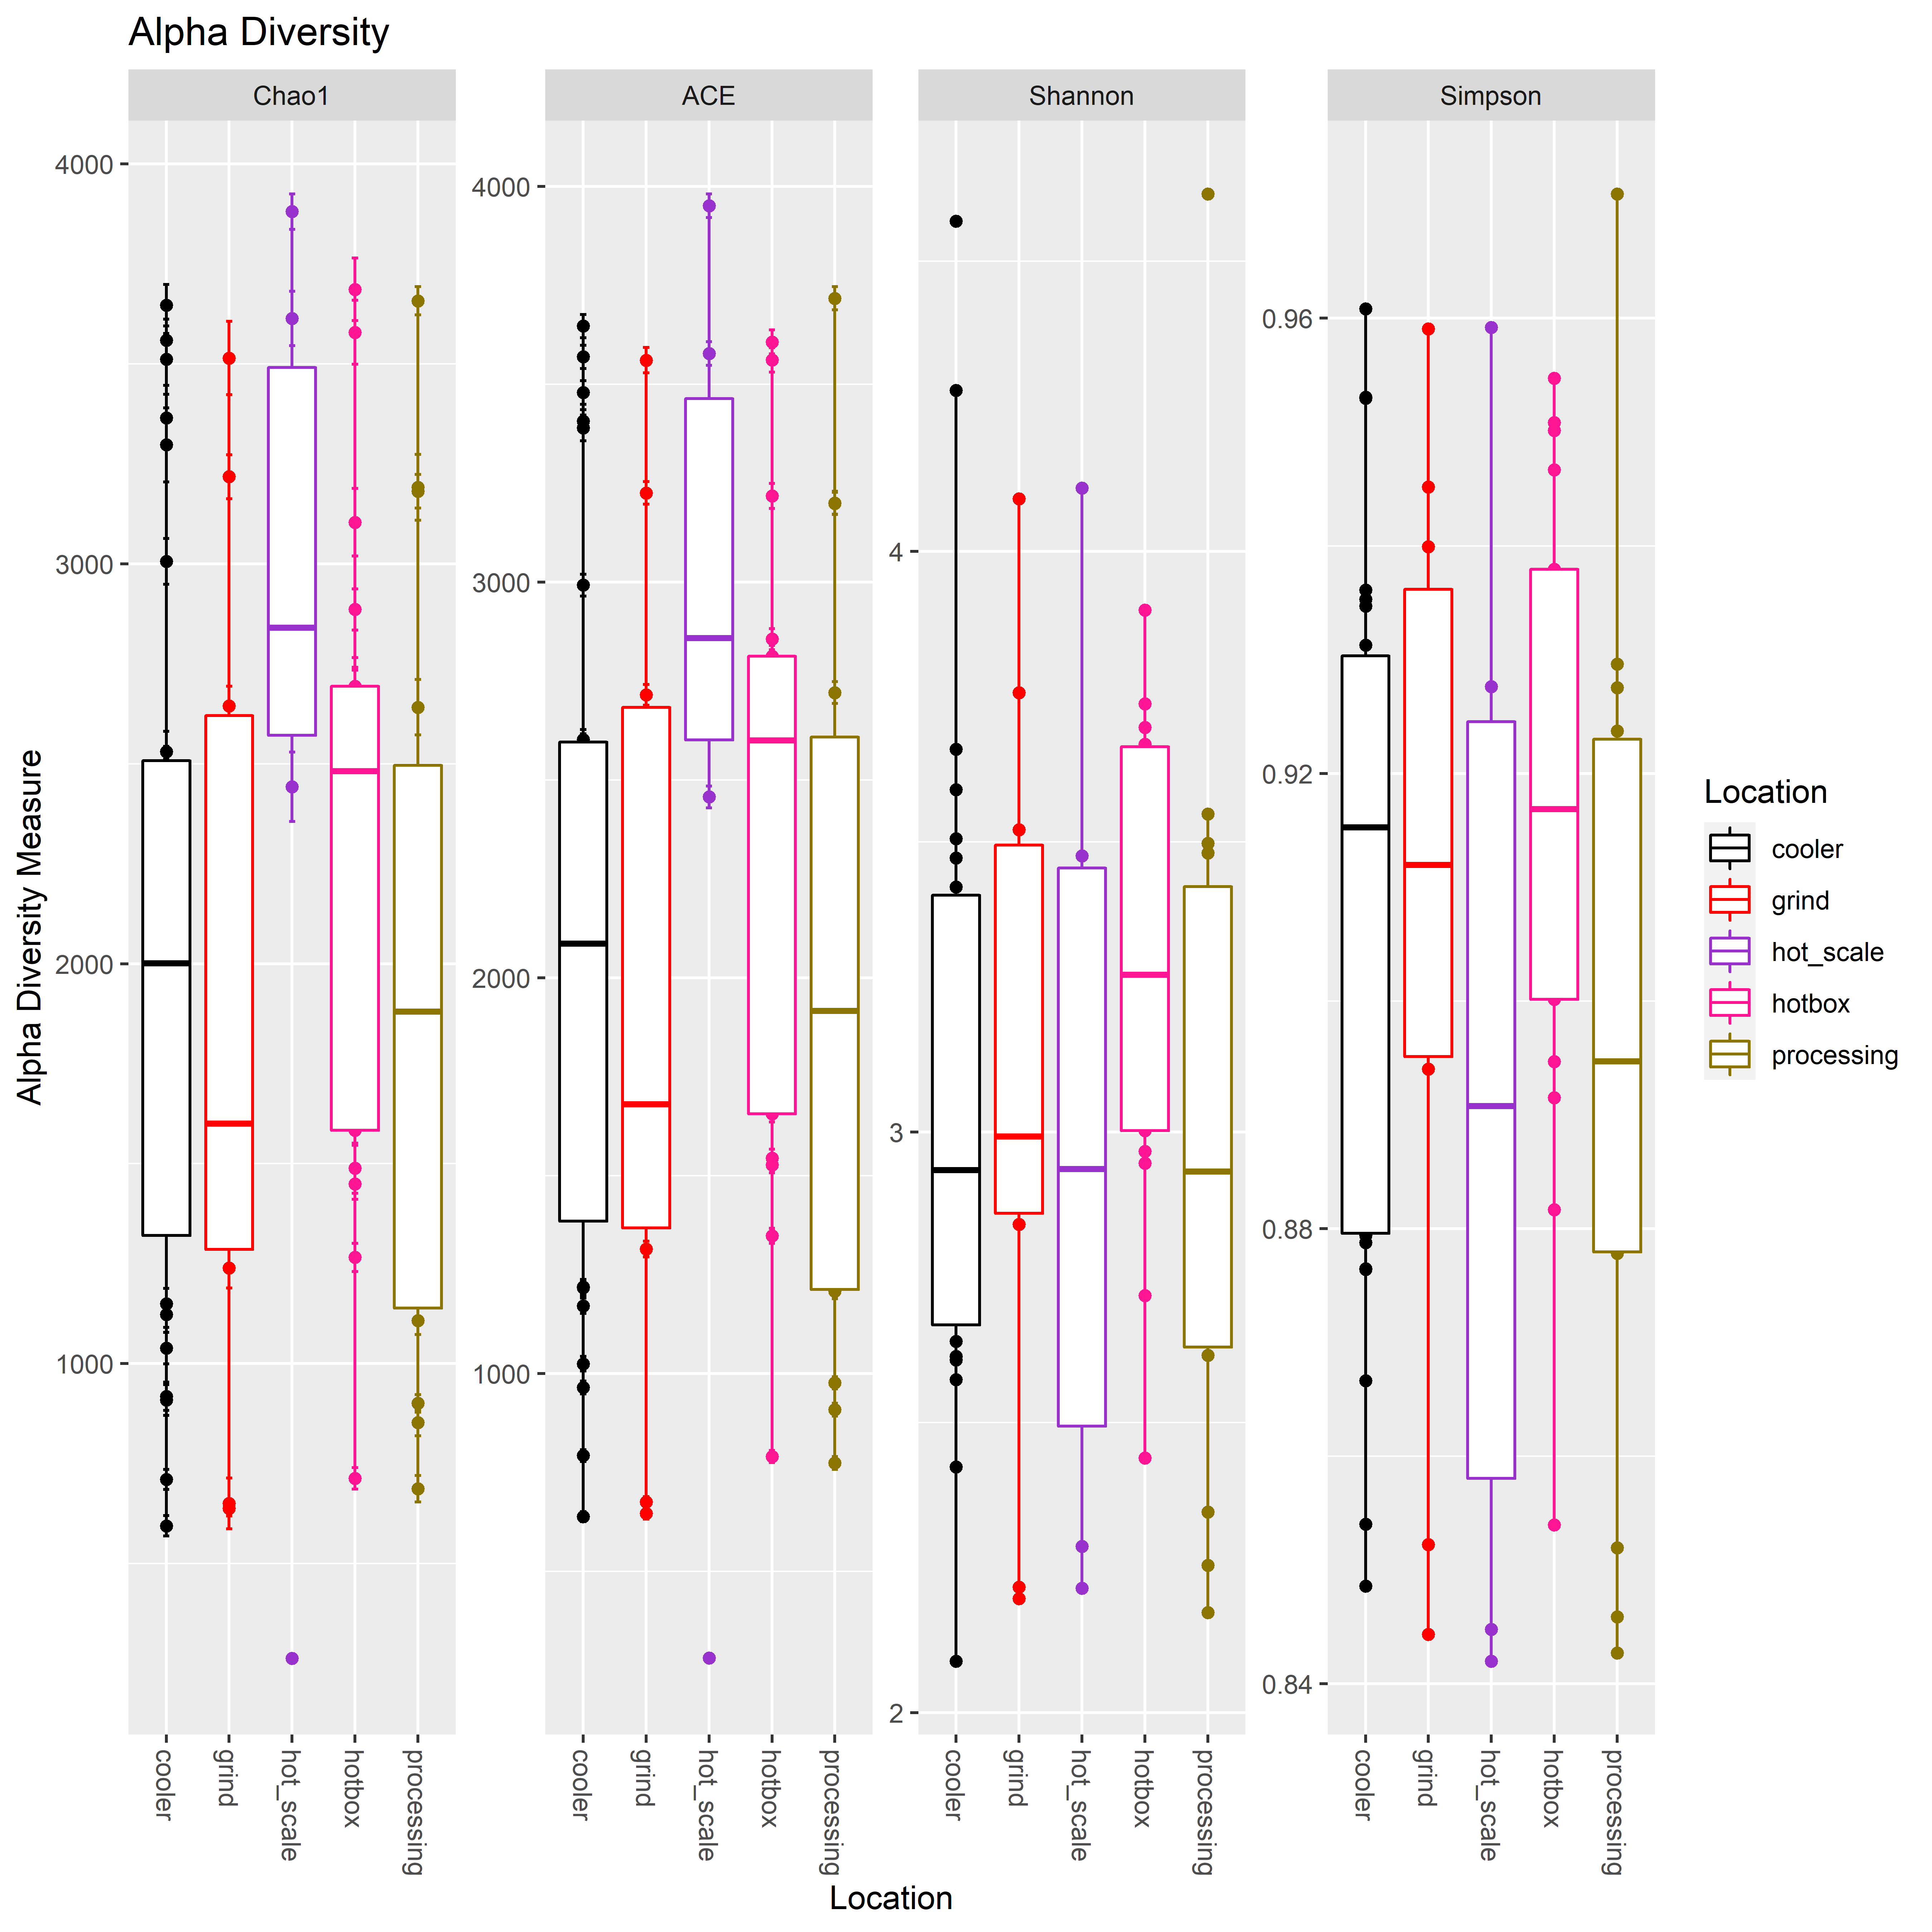 Alpha Diversity
Chao1
ACE
Shannon
Simpson
4000
3000
2000
1000
4000
3000
2000
1000
4
3
2
0.96
0.92
0.88
0.84
Alpha Diversity Measure
cooler
grind
hot_scale
hotbox
processing
cooler
grind
hot_scale
hotbox
processing
cooler
grind
hot_scale
hotbox
processing
cooler
grind
hot_scale
hotbox
processing
Location
Location
cooler
grind
hot_scale
hotbox
processing